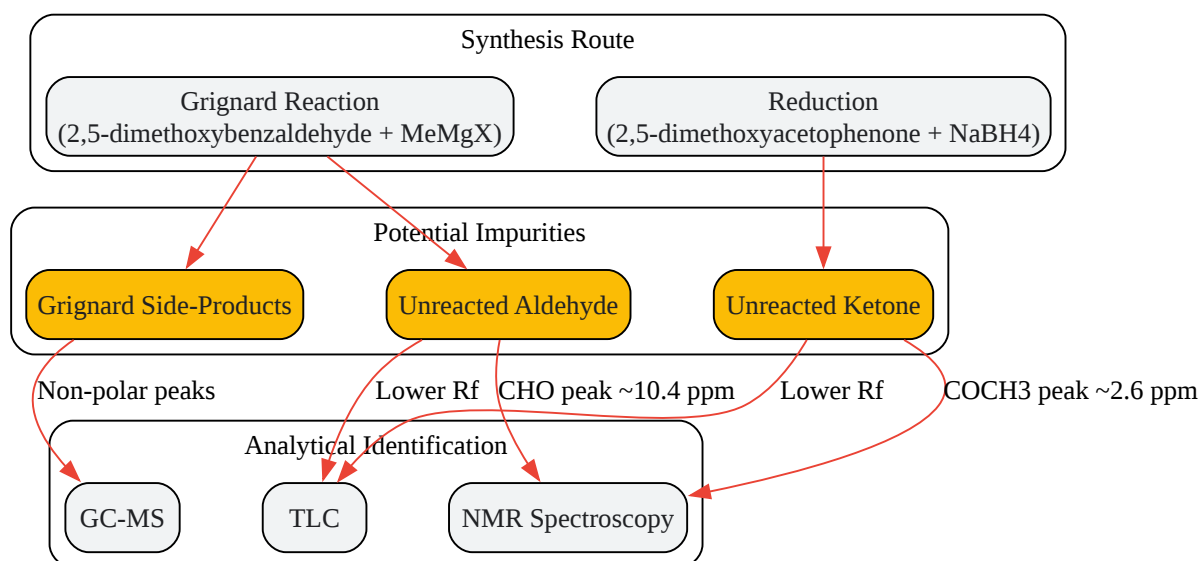 Synthesis Route
Grignard Reaction
(2,5-dimethoxybenzaldehyde + MeMgX)
Reduction
(2,5-dimethoxyacetophenone + NaBH4)
Potential Impurities
Grignard Side-Products
Unreacted Aldehyde
Unreacted Ketone
Non-polar peaks
Lower Rf
CHO peak ~10.4 ppm
Lower Rf
COCH3 peak ~2.6 ppm
Analytical Identification
GC-MS
TLC
NMR Spectroscopy